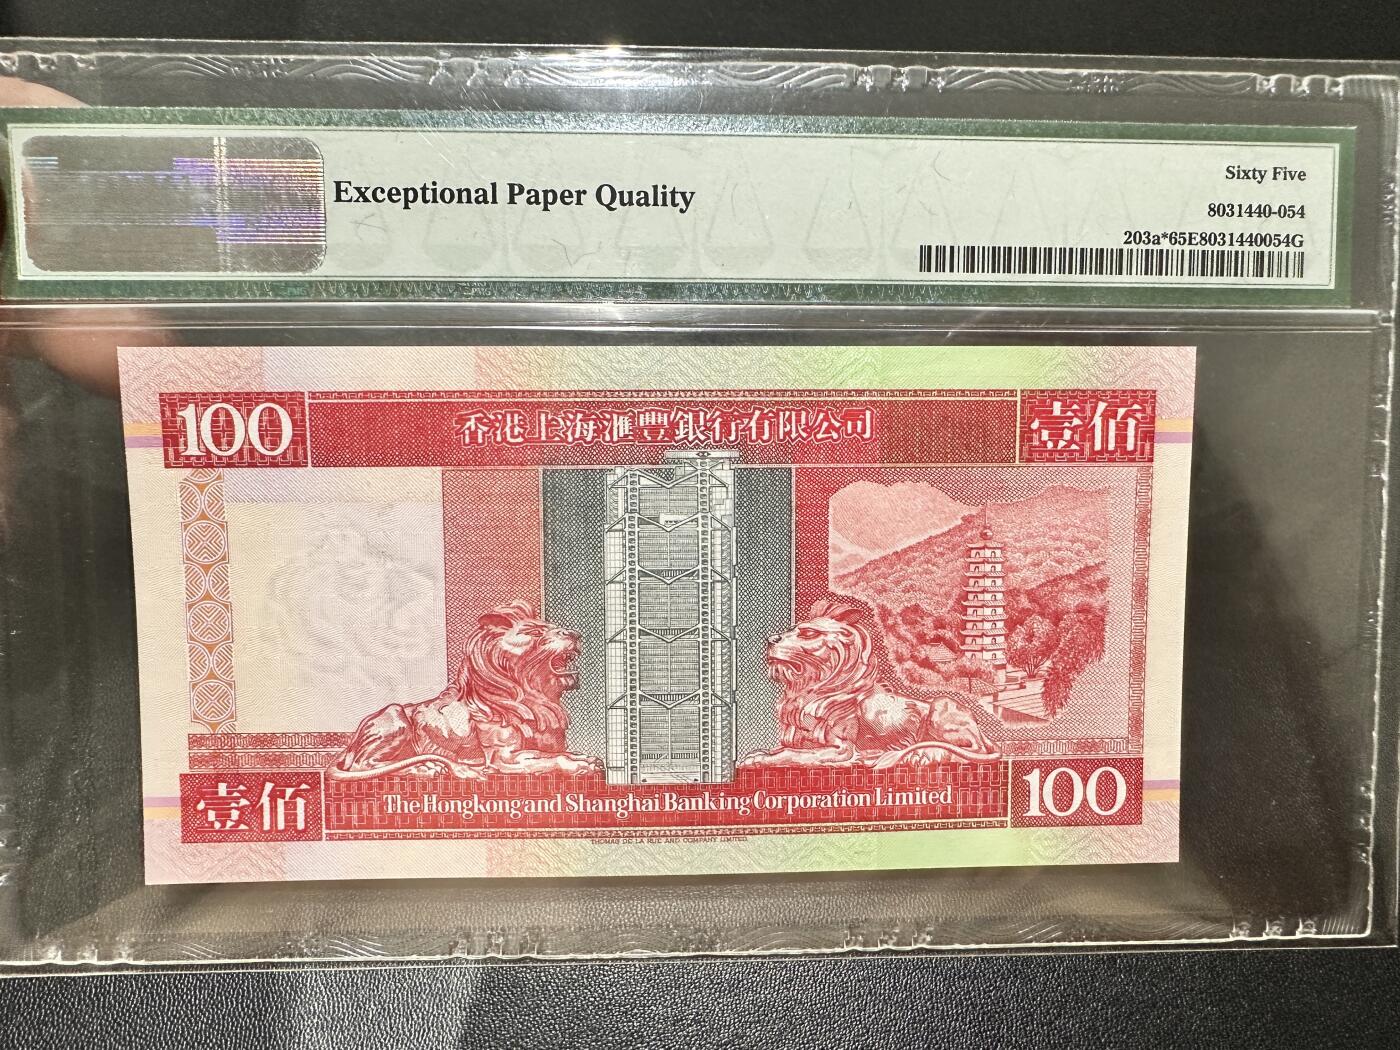 Exceptional Paper Quality
Sixty Five
8031440-054
203a*65E8031440054G
100 香港上海滙豐銀行有限公司 壹佰
壹佰 The Hongkong and Shanghai Banking Corporation Limited 100
THOMAS DE LA RUE AND COMPANY LIMITED.